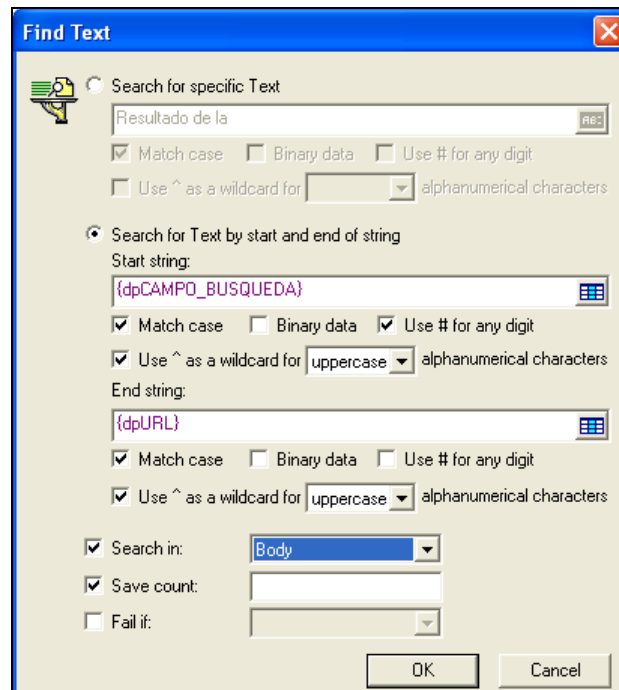 Find Text
Search for specific Text
Resultado de la
ABC
Match case Binary data Use # for any digit
Use ^ as a wildcard for alphanumerical characters
Search for Text by start and end of string
Start string:
{dpCAMPO_BUSQUEDA}
Match case Binary data Use # for any digit
Use ^ as a wildcard for uppercase alphanumerical characters
End string:
{dpURL}
Match case Binary data Use # for any digit
Use ^ as a wildcard for uppercase alphanumerical characters
Search in: Body
Save count:
Fail if:
OK Cancel